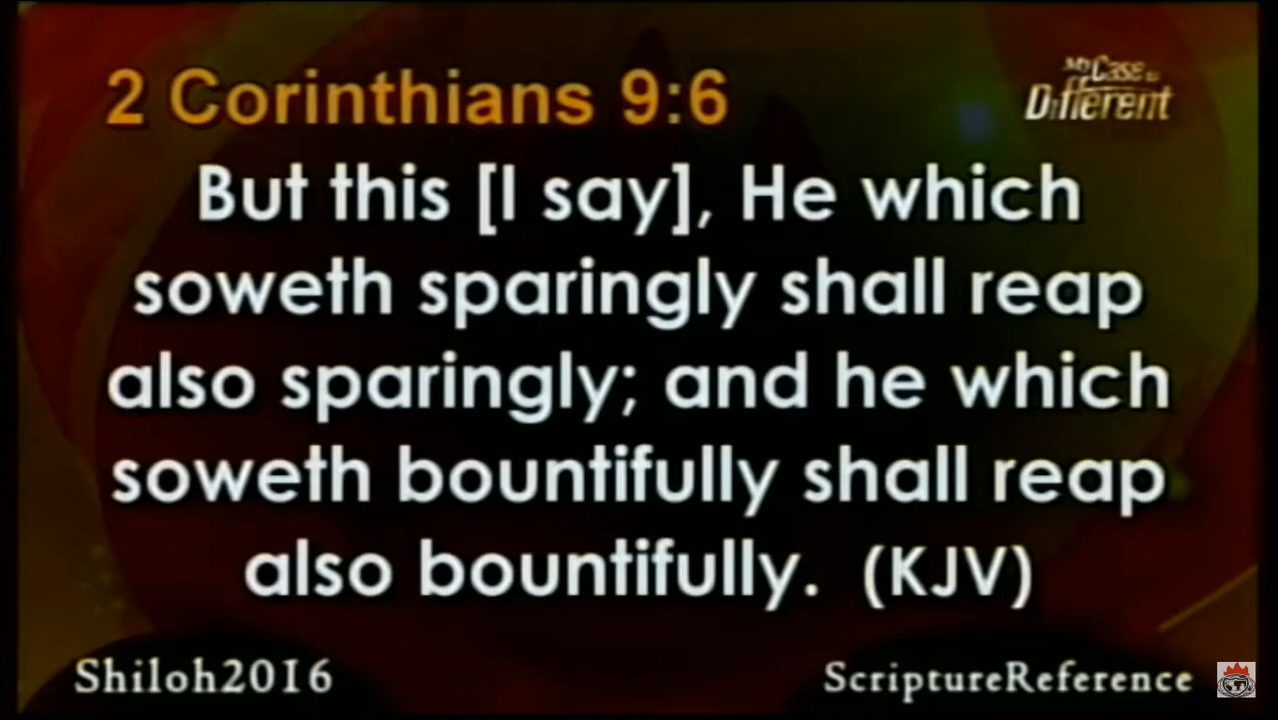 2 Corinthians 9:6
My Case is
Different
But this [I say], He which
soweth sparingly shall reap
also sparingly; and he which
soweth bountifully shall reap
also bountifully. (KJV)
Shiloh2016
ScriptureReference